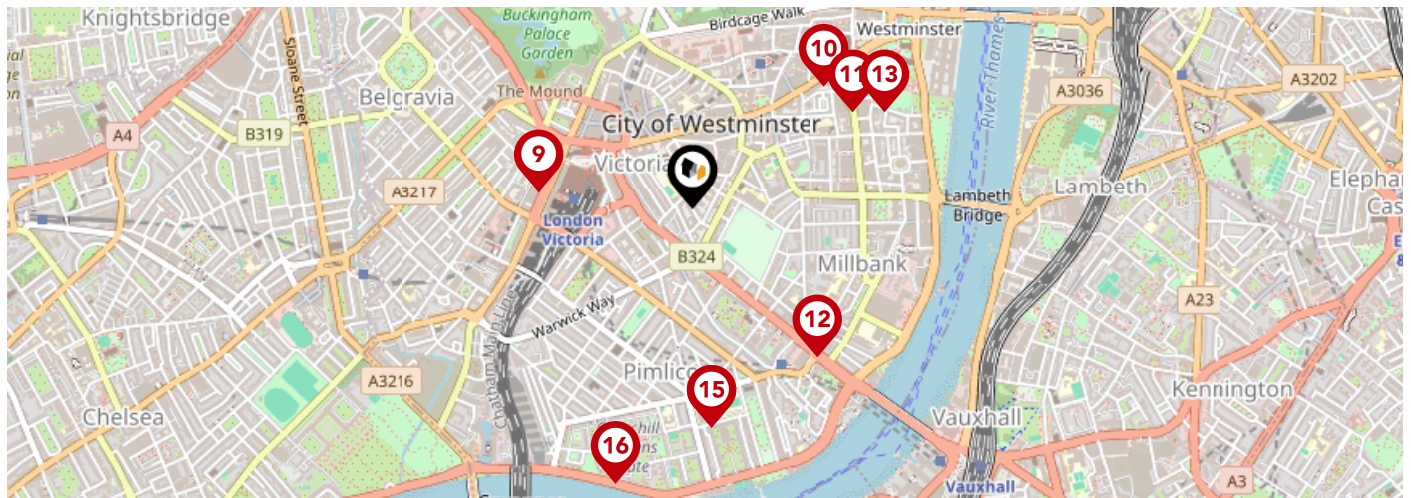 Knightsbridge
Buckingham
Palace
Garden
Birdcage Walk
Westminster
River Thames
10
11
13
A3202
A3036
Sloane Street
Belgravia
The Mound
A4
B319
City of Westminster
9
Victoria
A3217
Lambeth
Lambeth
Bridge
Elepha
Cas
London
Victoria
B324
Millbank
E
&
A23
Chatham Main Line
Warwick Way
12
A3216
Pimlico
15
Kennington
Chelsea
Vauxhall
16
A3
Vauxhall